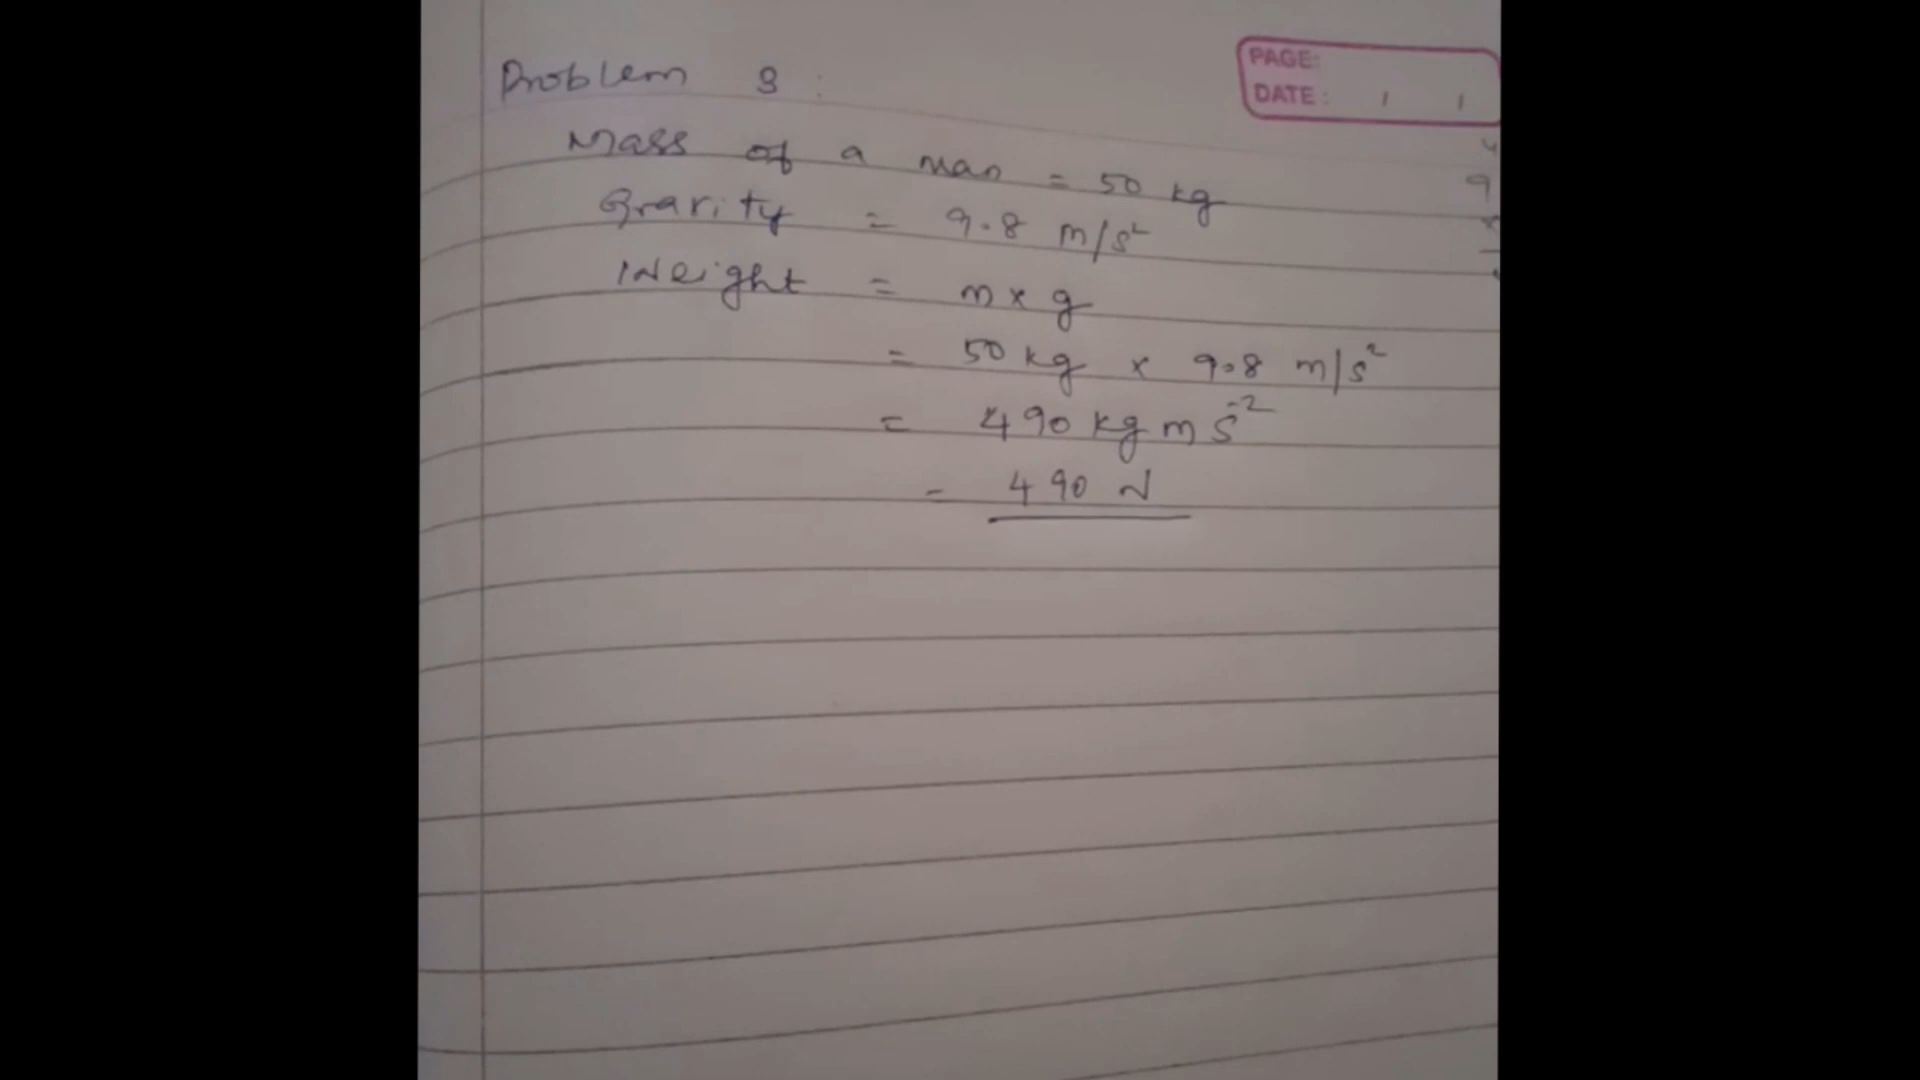 Problem 3 :
PAGE:
DATE: / /
Mass of a man = 50 kg
Gravity = 9.8 m/s²
Weight = m x g
= 50 kg x 9.8 m/s²
= 490 kg m s⁻²
= 490 N